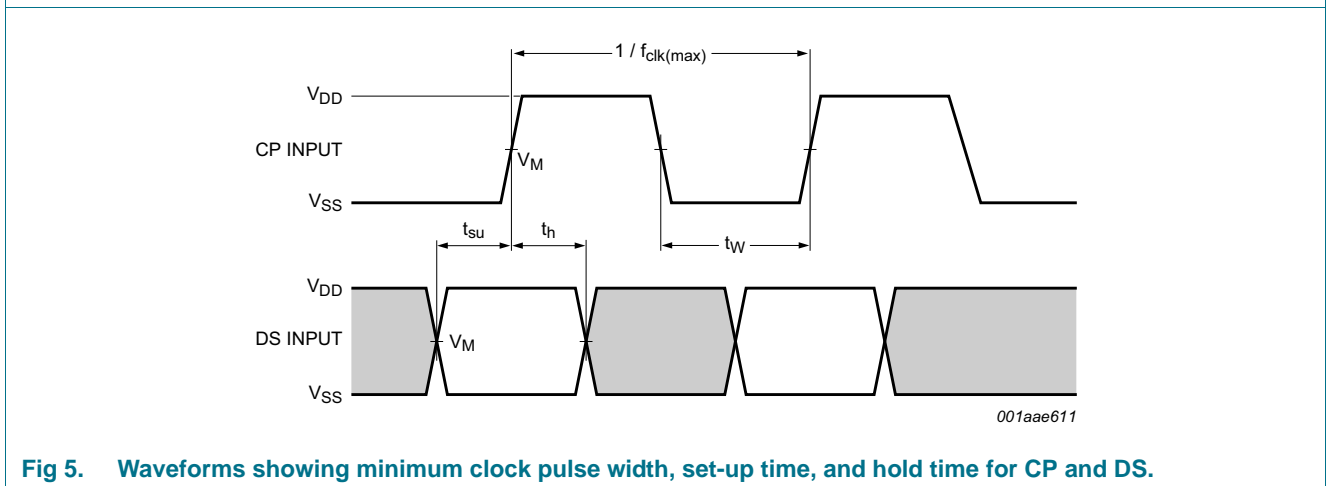 1 / fclk(max)
VDD
CP INPUT
VM
VSS
tsu
th
tW
VDD
DS INPUT
VM
VSS
001aae611
Fig 5. Waveforms showing minimum clock pulse width, set-up time, and hold time for CP and DS.